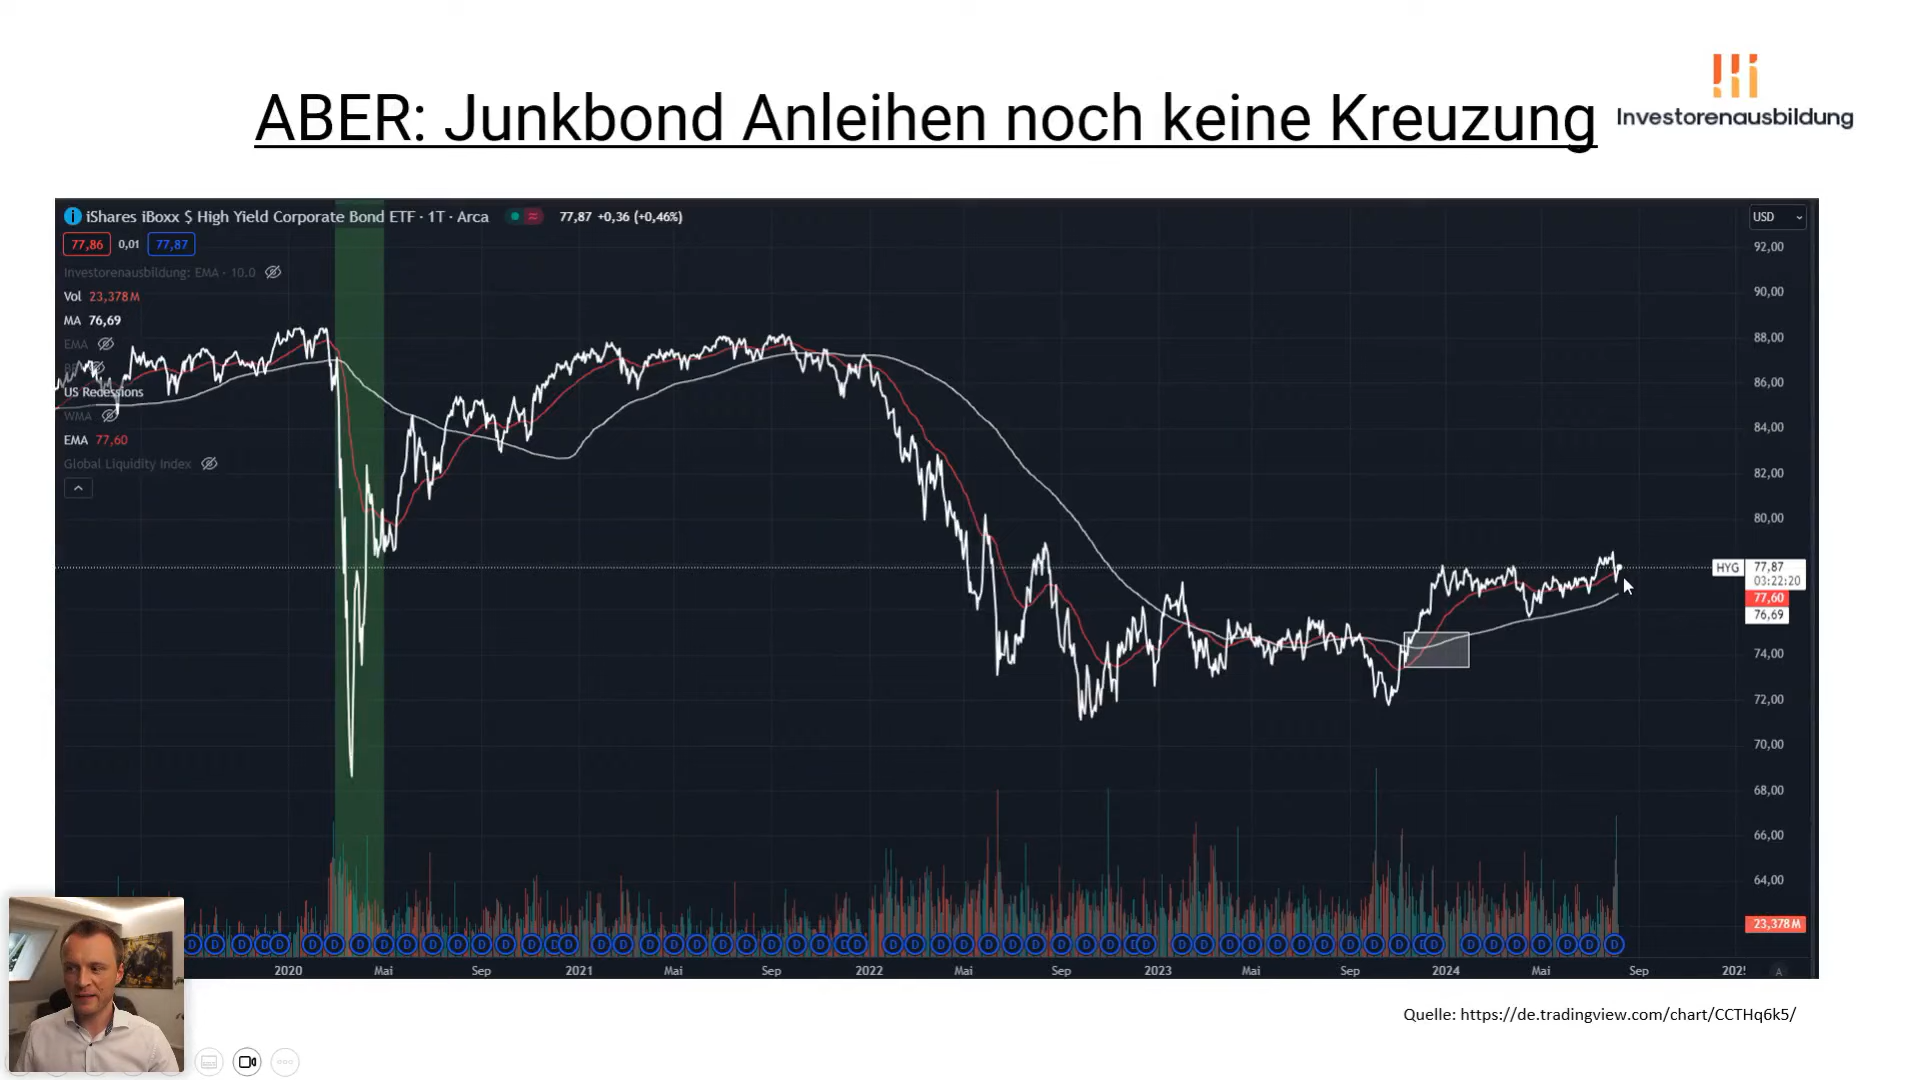 ABER: Junkbond Anleihen noch keine Kreuzung
Investorenausbildung
iShares iBoxx $ High Yield Corporate Bond ETF · 1T · Arca
77,87 +0,36 (+0,46%)
USD
77,86 0,01 77,87
Investorenausbildung: EMA · 10.0
Vol 23,378M
MA 76,69
EMA
US Recessions
WMA
EMA 77,60
Global Liquidity Index
92,00
90,00
88,00
86,00
84,00
82,00
80,00
HYG 77,87
03:22:20
77,60
76,69
74,00
72,00
70,00
68,00
66,00
64,00
23,378M
D D D D D D D D D D D D D D D D D D D D D D D D D D D D D D D D D D D D D D D D D D D D D D D D D D D D D D D D D D D D D D
2020 Mai Sep 2021 Mai Sep 2022 Mai Sep 2023 Mai Sep 2024 Mai Sep
A
Quelle: https://de.tradingview.com/chart/CCTHq6k5/